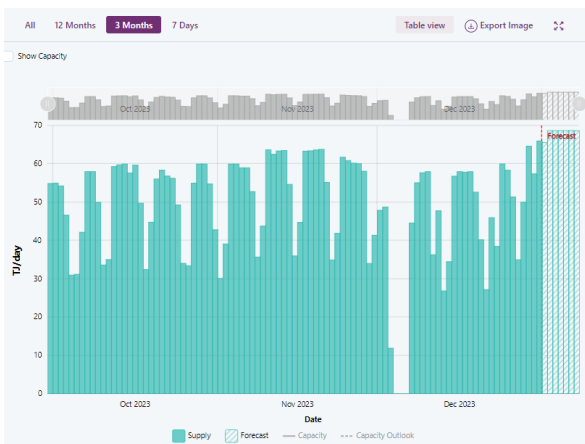 All 12 Months 3 Months 7 Days Table view Export Image
Show Capacity
Oct 2023 Nov 2023 Dec 2023
70
Forecast
60
50
40
TJ/day
30
20
10
0
Oct 2023 Nov 2023 Dec 2023
Date
Supply Forecast Capacity Capacity Outlook